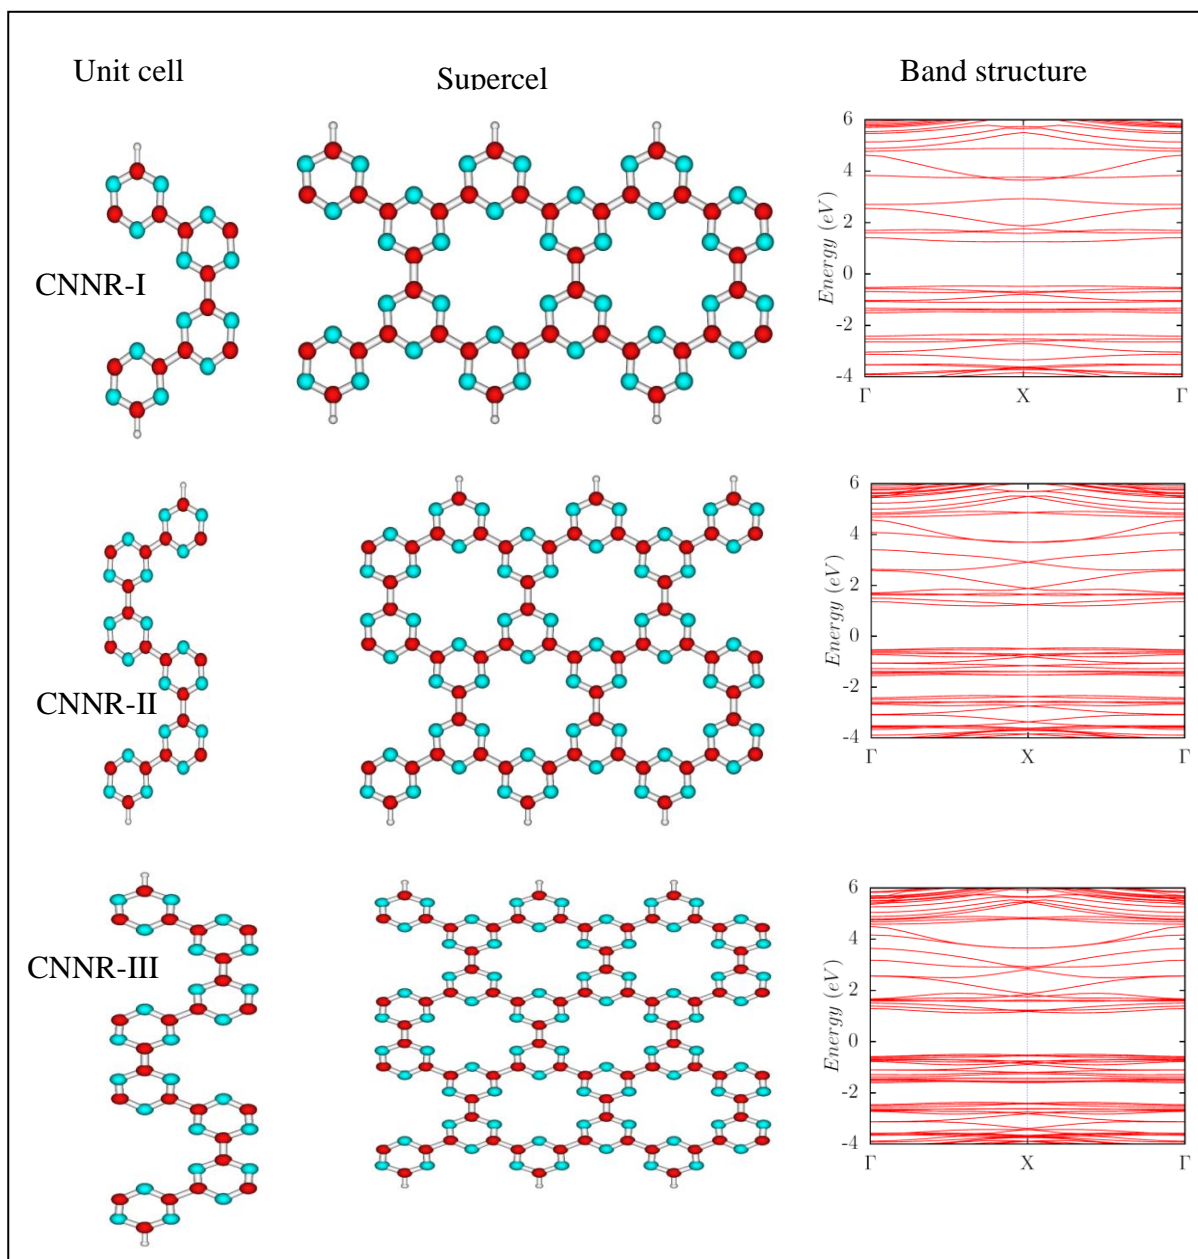 Unit cell
Supercel
Band structure
CNNR-I
6
4
2
0
-2
-4
Energy (eV)
Γ X Γ
CNNR-II
6
4
2
0
-2
-4
Energy (eV)
Γ X Γ
CNNR-III
6
4
2
0
-2
-4
Energy (eV)
Γ X Γ